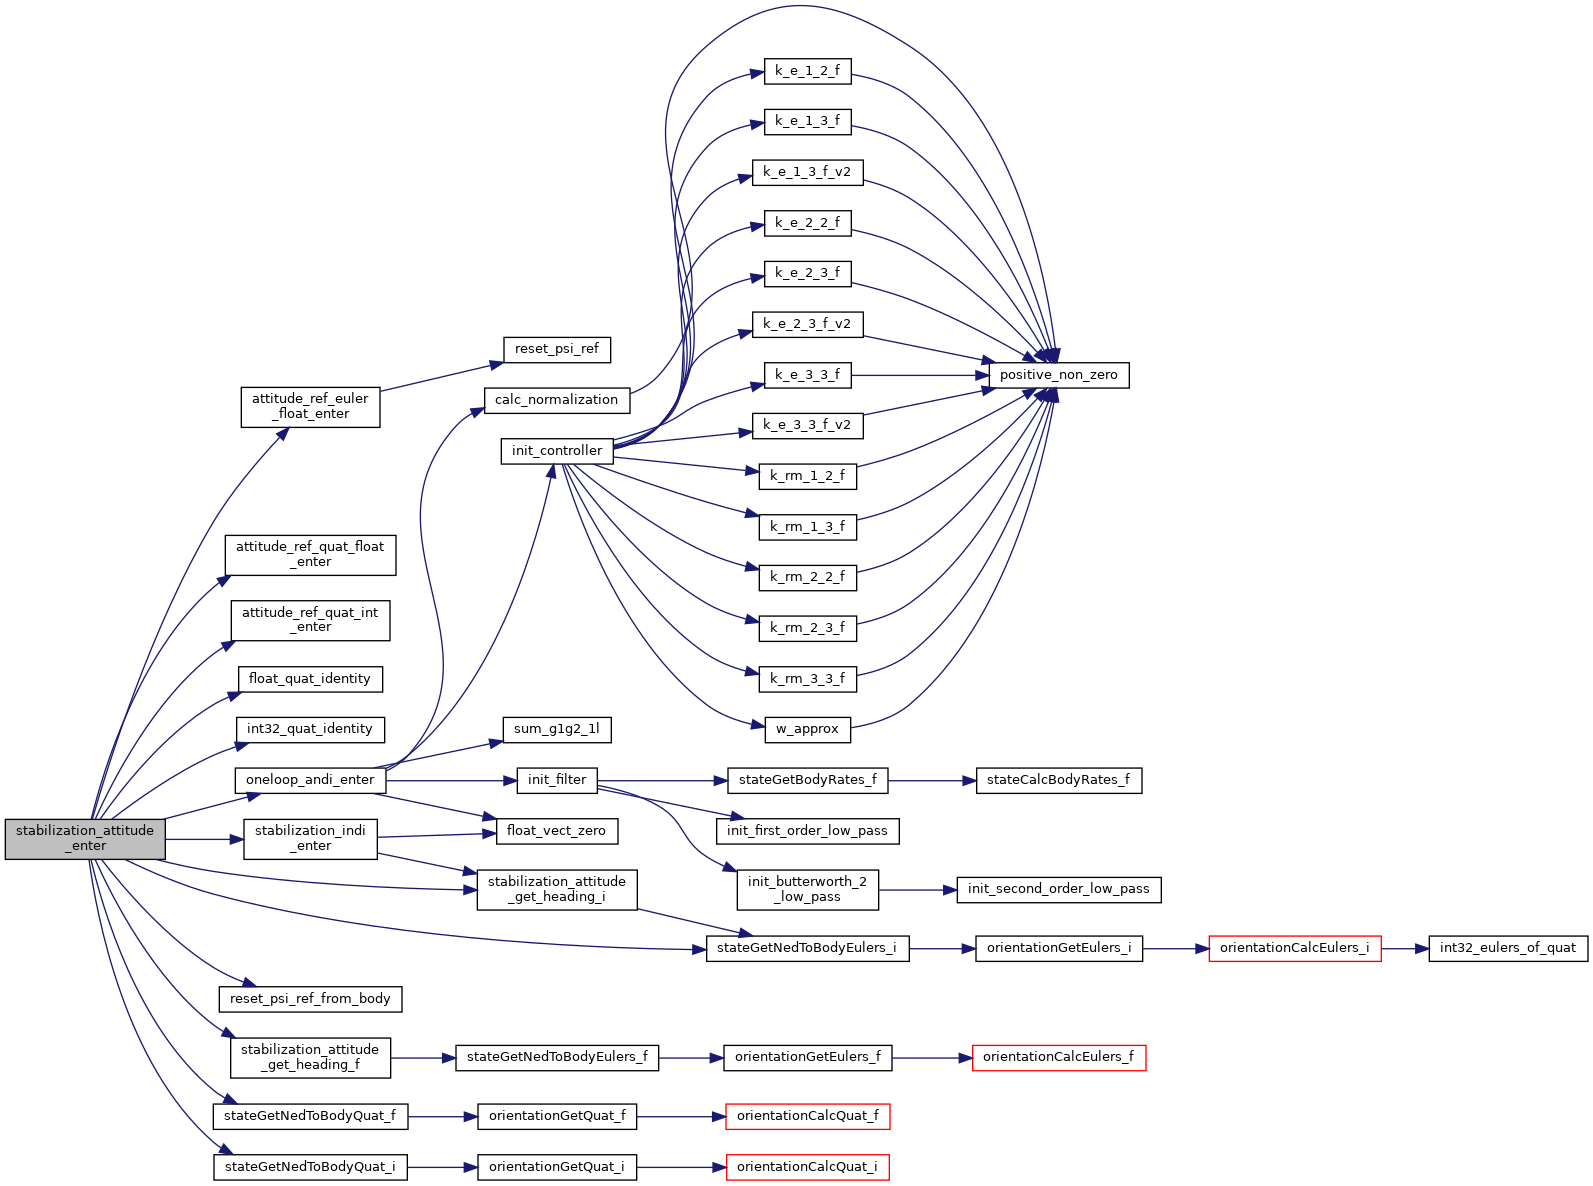 k_e_1_2_f
k_e_1_3_f
k_e_1_3_f_v2
k_e_2_2_f
k_e_2_3_f
k_e_2_3_f_v2
reset_psi_ref
k_e_3_3_f
positive_non_zero
attitude_ref_euler
_float_enter
calc_normalization
k_e_3_3_f_v2
init_controller
k_rm_1_2_f
k_rm_1_3_f
attitude_ref_quat_float
_enter
k_rm_2_2_f
attitude_ref_quat_int
_enter
k_rm_2_3_f
float_quat_identity
k_rm_3_3_f
int32_quat_identity
sum_g1g2_1l
w_approx
oneloop_andi_enter
init_filter
stateGetBodyRates_f
stateCalcBodyRates_f
stabilization_attitude
_enter
stabilization_indi
_enter
float_vect_zero
init_first_order_low_pass
stabilization_attitude
_get_heading_i
init_butterworth_2
_low_pass
init_second_order_low_pass
stateGetNedToBodyEulers_i
orientationGetEulers_i
orientationCalcEulers_i
int32_eulers_of_quat
reset_psi_ref_from_body
stabilization_attitude
_get_heading_f
stateGetNedToBodyEulers_f
orientationGetEulers_f
orientationCalcEulers_f
stateGetNedToBodyQuat_f
orientationGetQuat_f
orientationCalcQuat_f
stateGetNedToBodyQuat_i
orientationGetQuat_i
orientationCalcQuat_i